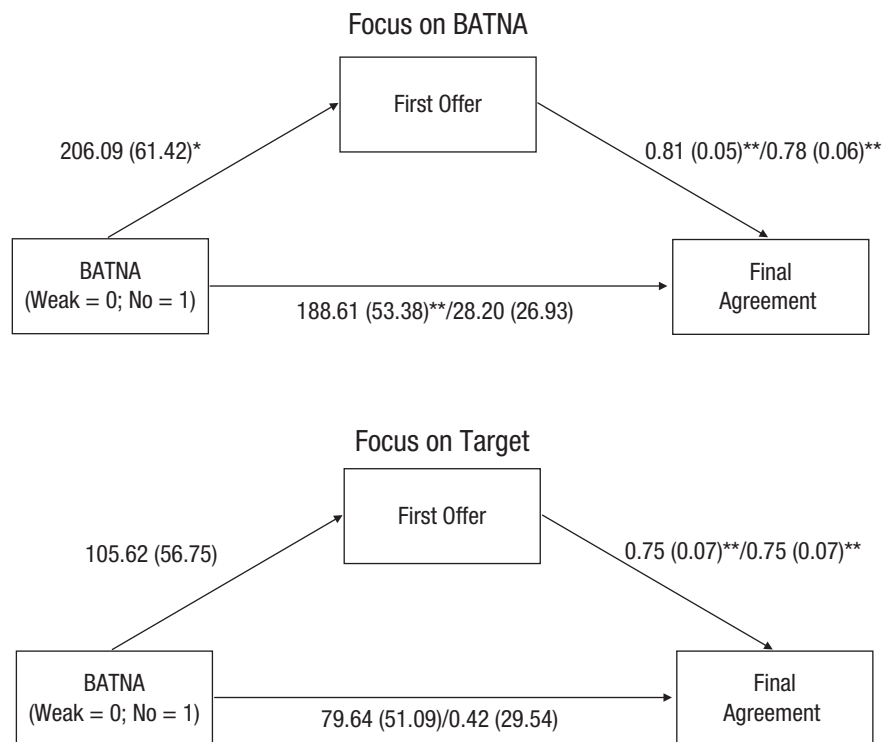 Focus on BATNA
First Offer
206.09 (61.42)*
0.81 (0.05)**/0.78 (0.06)**
BATNA
(Weak = 0; No = 1)
Final
Agreement
188.61 (53.38)**/28.20 (26.93)
Focus on Target
First Offer
105.62 (56.75)
0.75 (0.07)**/0.75 (0.07)**
BATNA
(Weak = 0; No = 1)
Final
Agreement
79.64 (51.09)/0.42 (29.54)